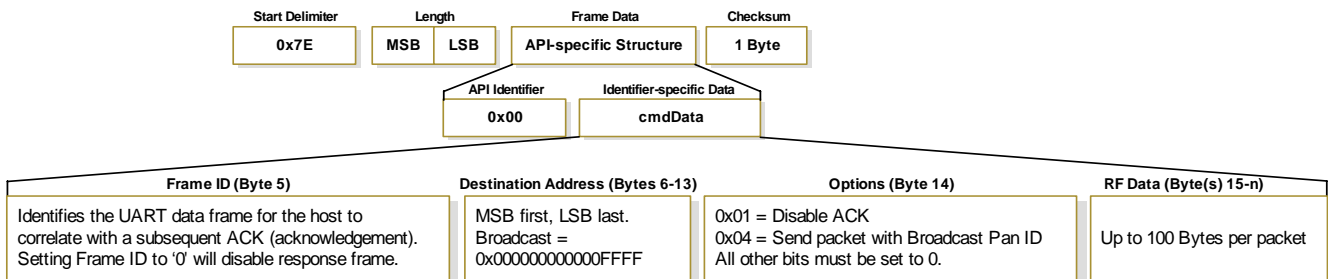 Start Delimiter Length Frame Data Checksum
0x7E MSB LSB API-specific Structure 1 Byte
API Identifier Identifier-specific Data
0x00 cmdData
Frame ID (Byte 5)
Identifies the UART data frame for the host to
correlate with a subsequent ACK (acknowledgement).
Setting Frame ID to ‘0’ will disable response frame.
Destination Address (Bytes 6-13)
MSB first, LSB last.
Broadcast =
0x000000000000FFFF
Options (Byte 14)
0x01 = Disable ACK
0x04 = Send packet with Broadcast Pan ID
All other bits must be set to 0.
RF Data (Byte(s) 15-n)
Up to 100 Bytes per packet